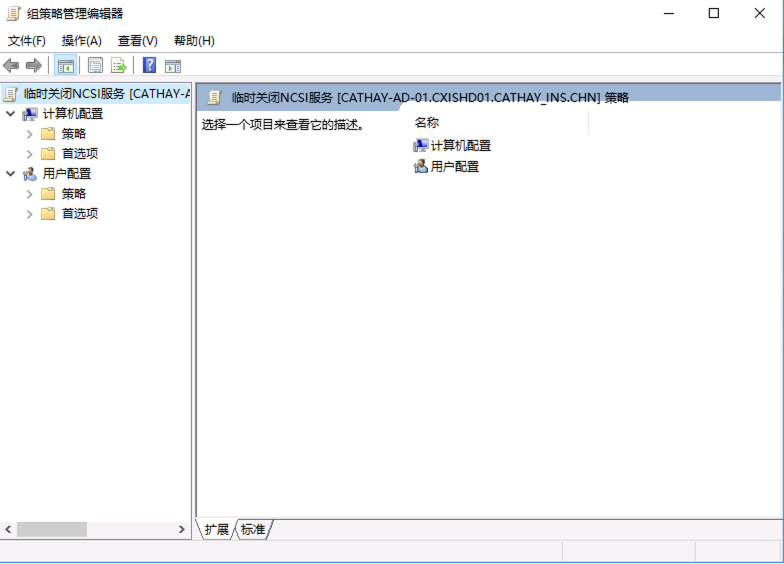 组策略管理编辑器
文件(F) 操作(A) 查看(V) 帮助(H)
临时关闭NCSI服务 [CATHAY-A
计算机配置
策略
首选项
用户配置
策略
首选项
临时关闭NCSI服务 [CATHAY-AD-01.CXISHD01.CATHAY_INS.CHN] 策略
选择一个项目来查看它的描述。
名称
计算机配置
用户配置
扩展 标准